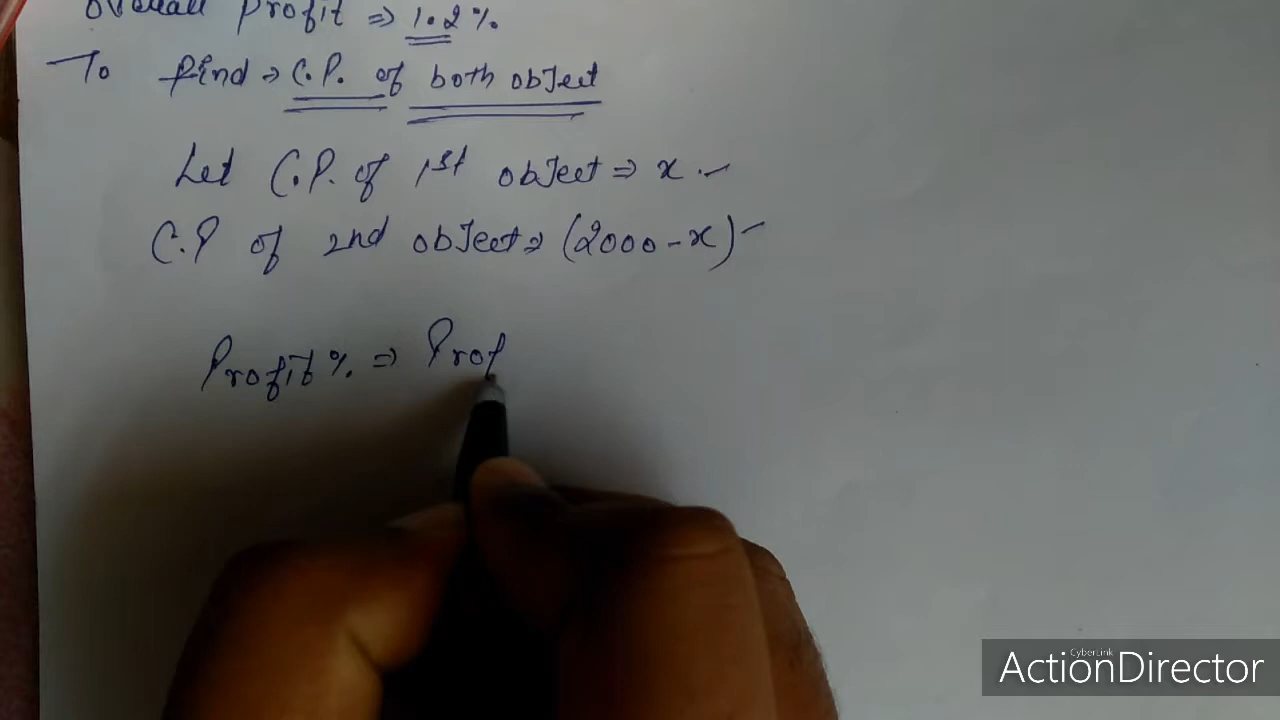 Overall Profit ⇒ 1.2%
To find ⇒ C.P. of both object
Let C.P. of 1st object ⇒ x.
C.P of 2nd object ⇒ (2000-x)
Profit% ⇒ Prof
CyberLink
ActionDirector